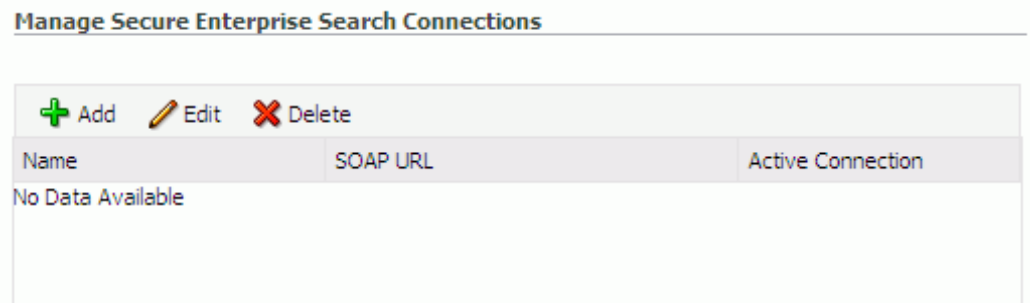 Manage Secure Enterprise Search Connections
Add Edit Delete
Name SOAP URL Active Connection
No Data Available